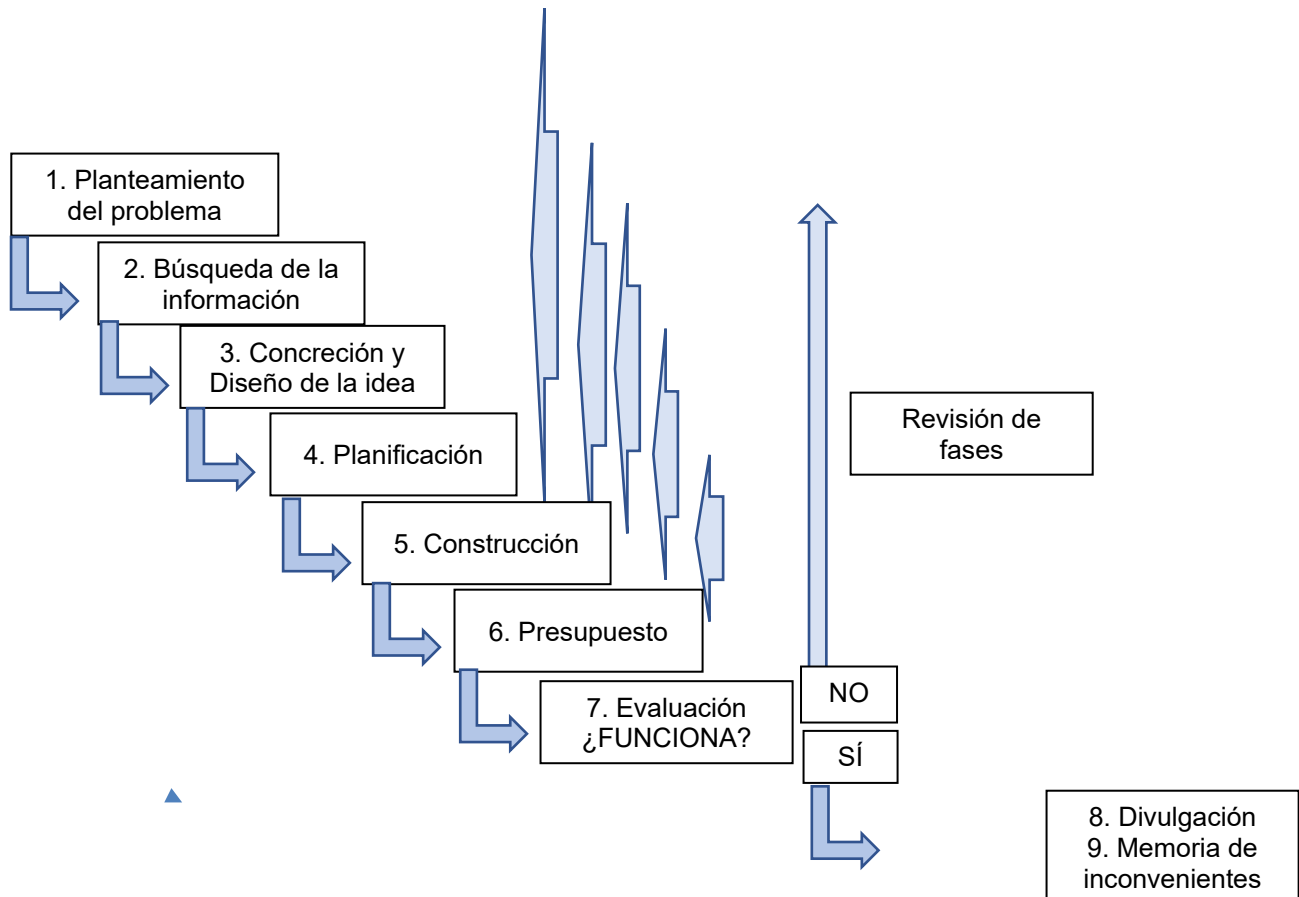 1. Planteamiento
del problema
2. Búsqueda de la
información
3. Concreción y
Diseño de la idea
4. Planificación
Revisión de
fases
5. Construcción
6. Presupuesto
7. Evaluación
¿FUNCIONA?
NO
SÍ
8. Divulgación
9. Memoria de
inconvenientes